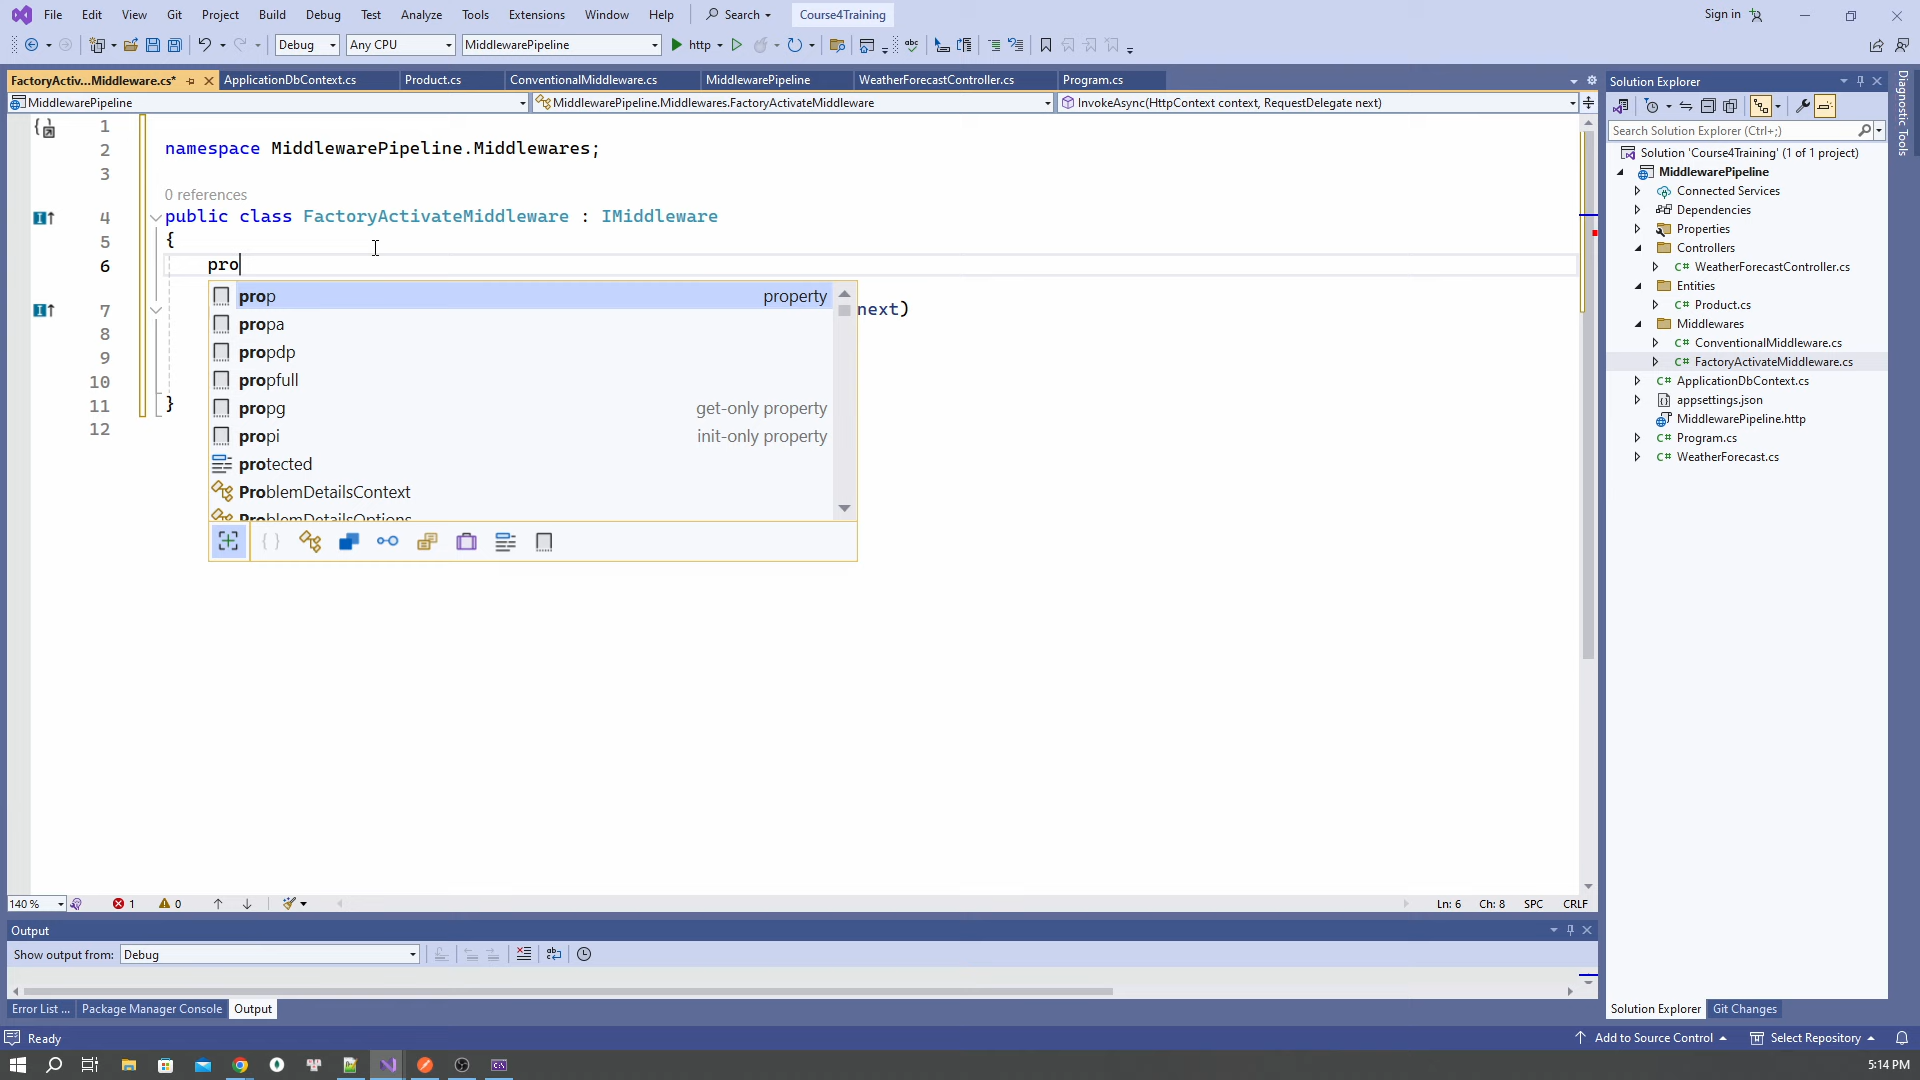 File Edit View Git Project Build Debug Test Analyze Tools Extensions Window Help Search Course4Training Sign in
Debug Any CPU MiddlewarePipeline http
FactoryActiv...Middleware.cs* ApplicationDbContext.cs Product.cs ConventionalMiddleware.cs MiddlewarePipeline WeatherForecastController.cs Program.cs
MiddlewarePipeline MiddlewarePipeline.Middlewares.FactoryActivateMiddleware InvokeAsync(HttpContext context, RequestDelegate next)
1
2 namespace MiddlewarePipeline.Middlewares;
3
0 references
4 public class FactoryActivateMiddleware : IMiddleware
5 {
6 pro
prop property
7 next)
propa
8
propdp
9
propfull
10
11 }
propg get-only property
12
propi init-only property
protected
ProblemDetailsContext
ProblemDetailsOptions
140 % 1 0 Ln: 6 Ch: 8 SPC CRLF
Output
Show output from: Debug
Error List ... Package Manager Console Output
Solution Explorer
Search Solution Explorer (Ctrl+;)
Solution 'Course4Training' (1 of 1 project)
MiddlewarePipeline
Connected Services
Dependencies
Properties
Controllers
C# WeatherForecastController.cs
Entities
C# Product.cs
Middlewares
C# ConventionalMiddleware.cs
C# FactoryActivateMiddleware.cs
C# ApplicationDbContext.cs
appsettings.json
MiddlewarePipeline.http
C# Program.cs
C# WeatherForecast.cs
Solution Explorer Git Changes
Diagnostic Tools
Ready Add to Source Control Select Repository
5:14 PM